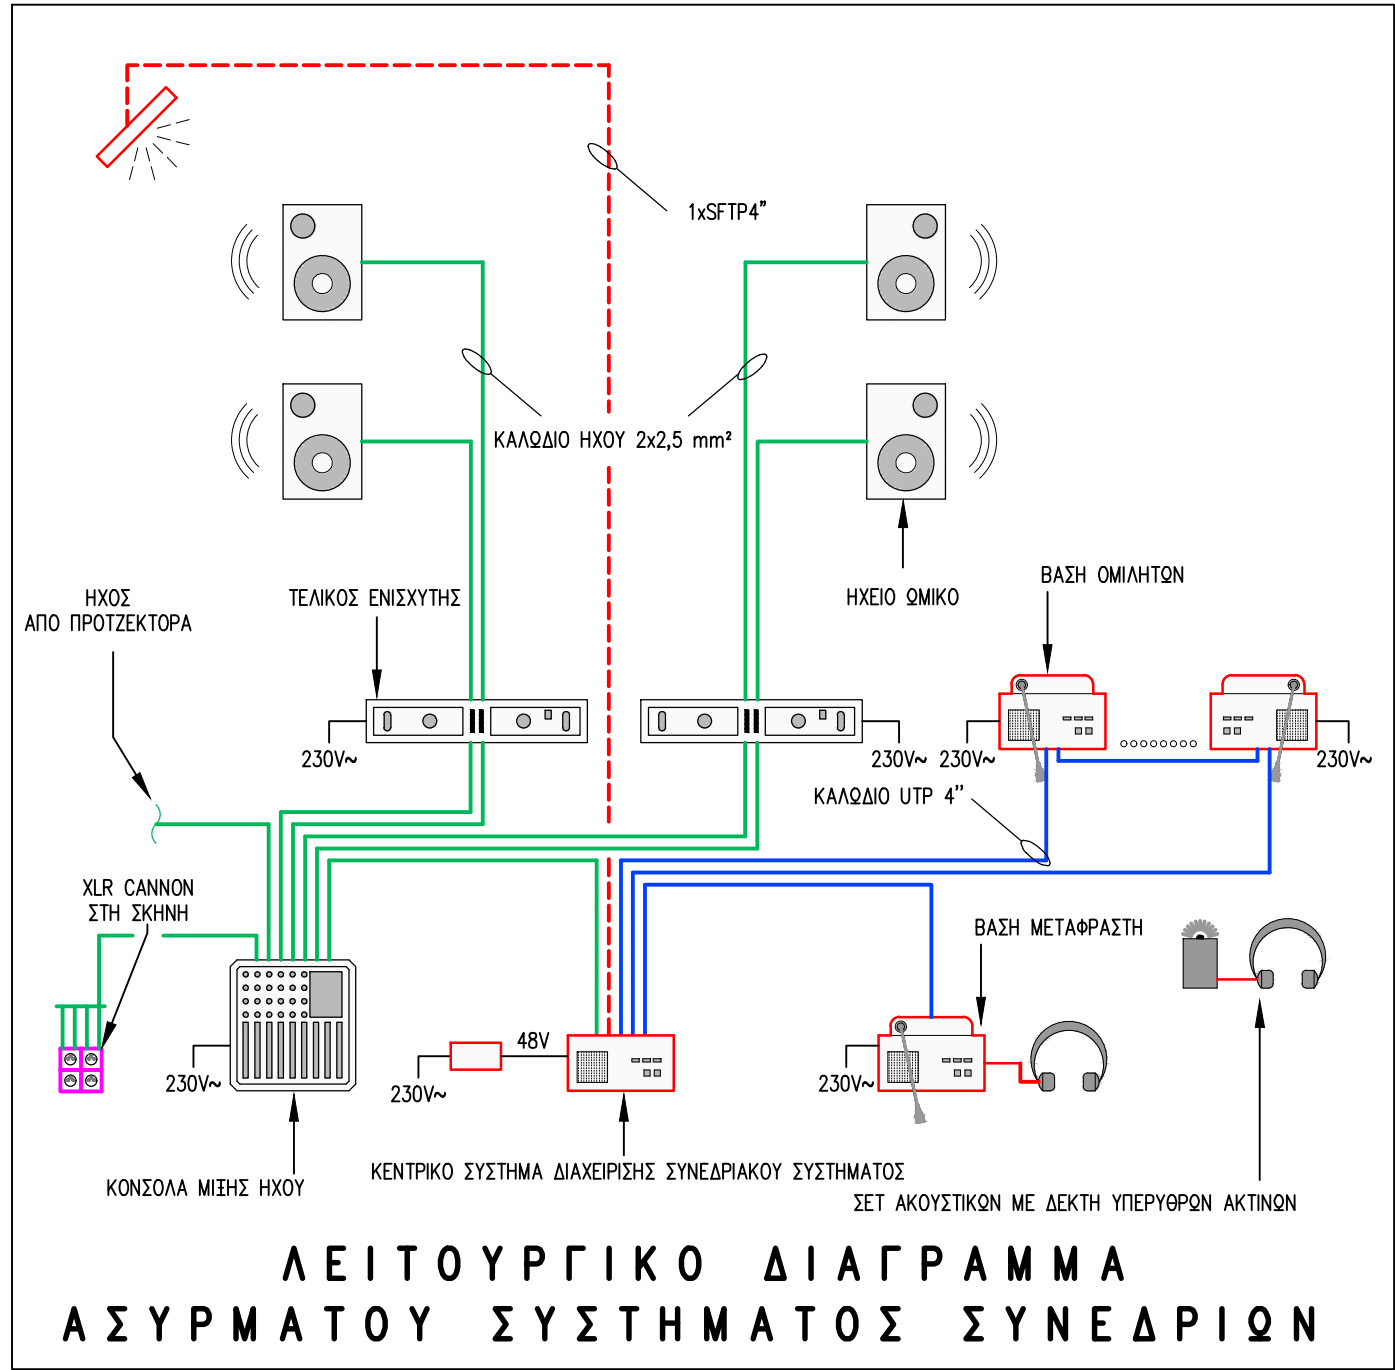 1xSFTP4”
ΚΑΛΩΔΙΟ ΗΧΟΥ 2x2,5 mm²
ΒΑΣΗ ΟΜΙΛΗΤΩΝ
ΗΧΟΣ
ΑΠΟ ΠΡΟΤΖΕΚΤΟΡΑ
ΤΕΛΙΚΟΣ ΕΝΙΣΧΥΤΗΣ
ΗΧΕΙΟ ΩΜΙΚΟ
230V~
230V~
230V~
230V~
ΚΑΛΩΔΙΟ UTP 4”
XLR CANNON
ΣΤΗ ΣΚΗΝΗ
ΒΑΣΗ ΜΕΤΑΦΡΑΣΤΗ
48V
230V~
230V~
230V~
ΚΟΝΣΟΛΑ ΜΙΞΗΣ ΗΧΟΥ
ΚΕΝΤΡΙΚΟ ΣΥΣΤΗΜΑ ΔΙΑΧΕΙΡΙΣΗΣ ΣΥΝΕΔΡΙΑΚΟΥ ΣΥΣΤΗΜΑΤΟΣ
ΣΕΤ ΑΚΟΥΣΤΙΚΩΝ ΜΕ ΔΕΚΤΗ ΥΠΕΡΥΘΡΩΝ ΑΚΤΙΝΩΝ
ΛΕΙΤΟΥΡΓΙΚΟ ΔΙΑΓΡΑΜΜΑ
ΑΣΥΡΜΑΤΟΥ ΣΥΣΤΗΜΑΤΟΣ ΣΥΝΕΔΡΙΩΝ